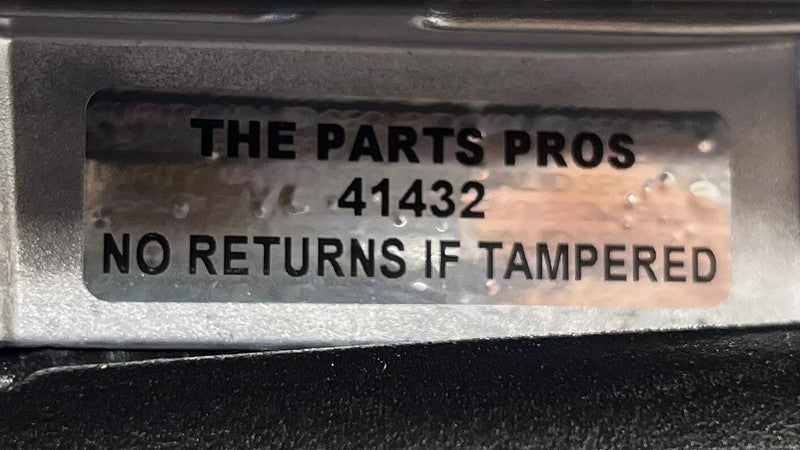 THE PARTS PROS
41432
NO RETURNS IF TAMPERED